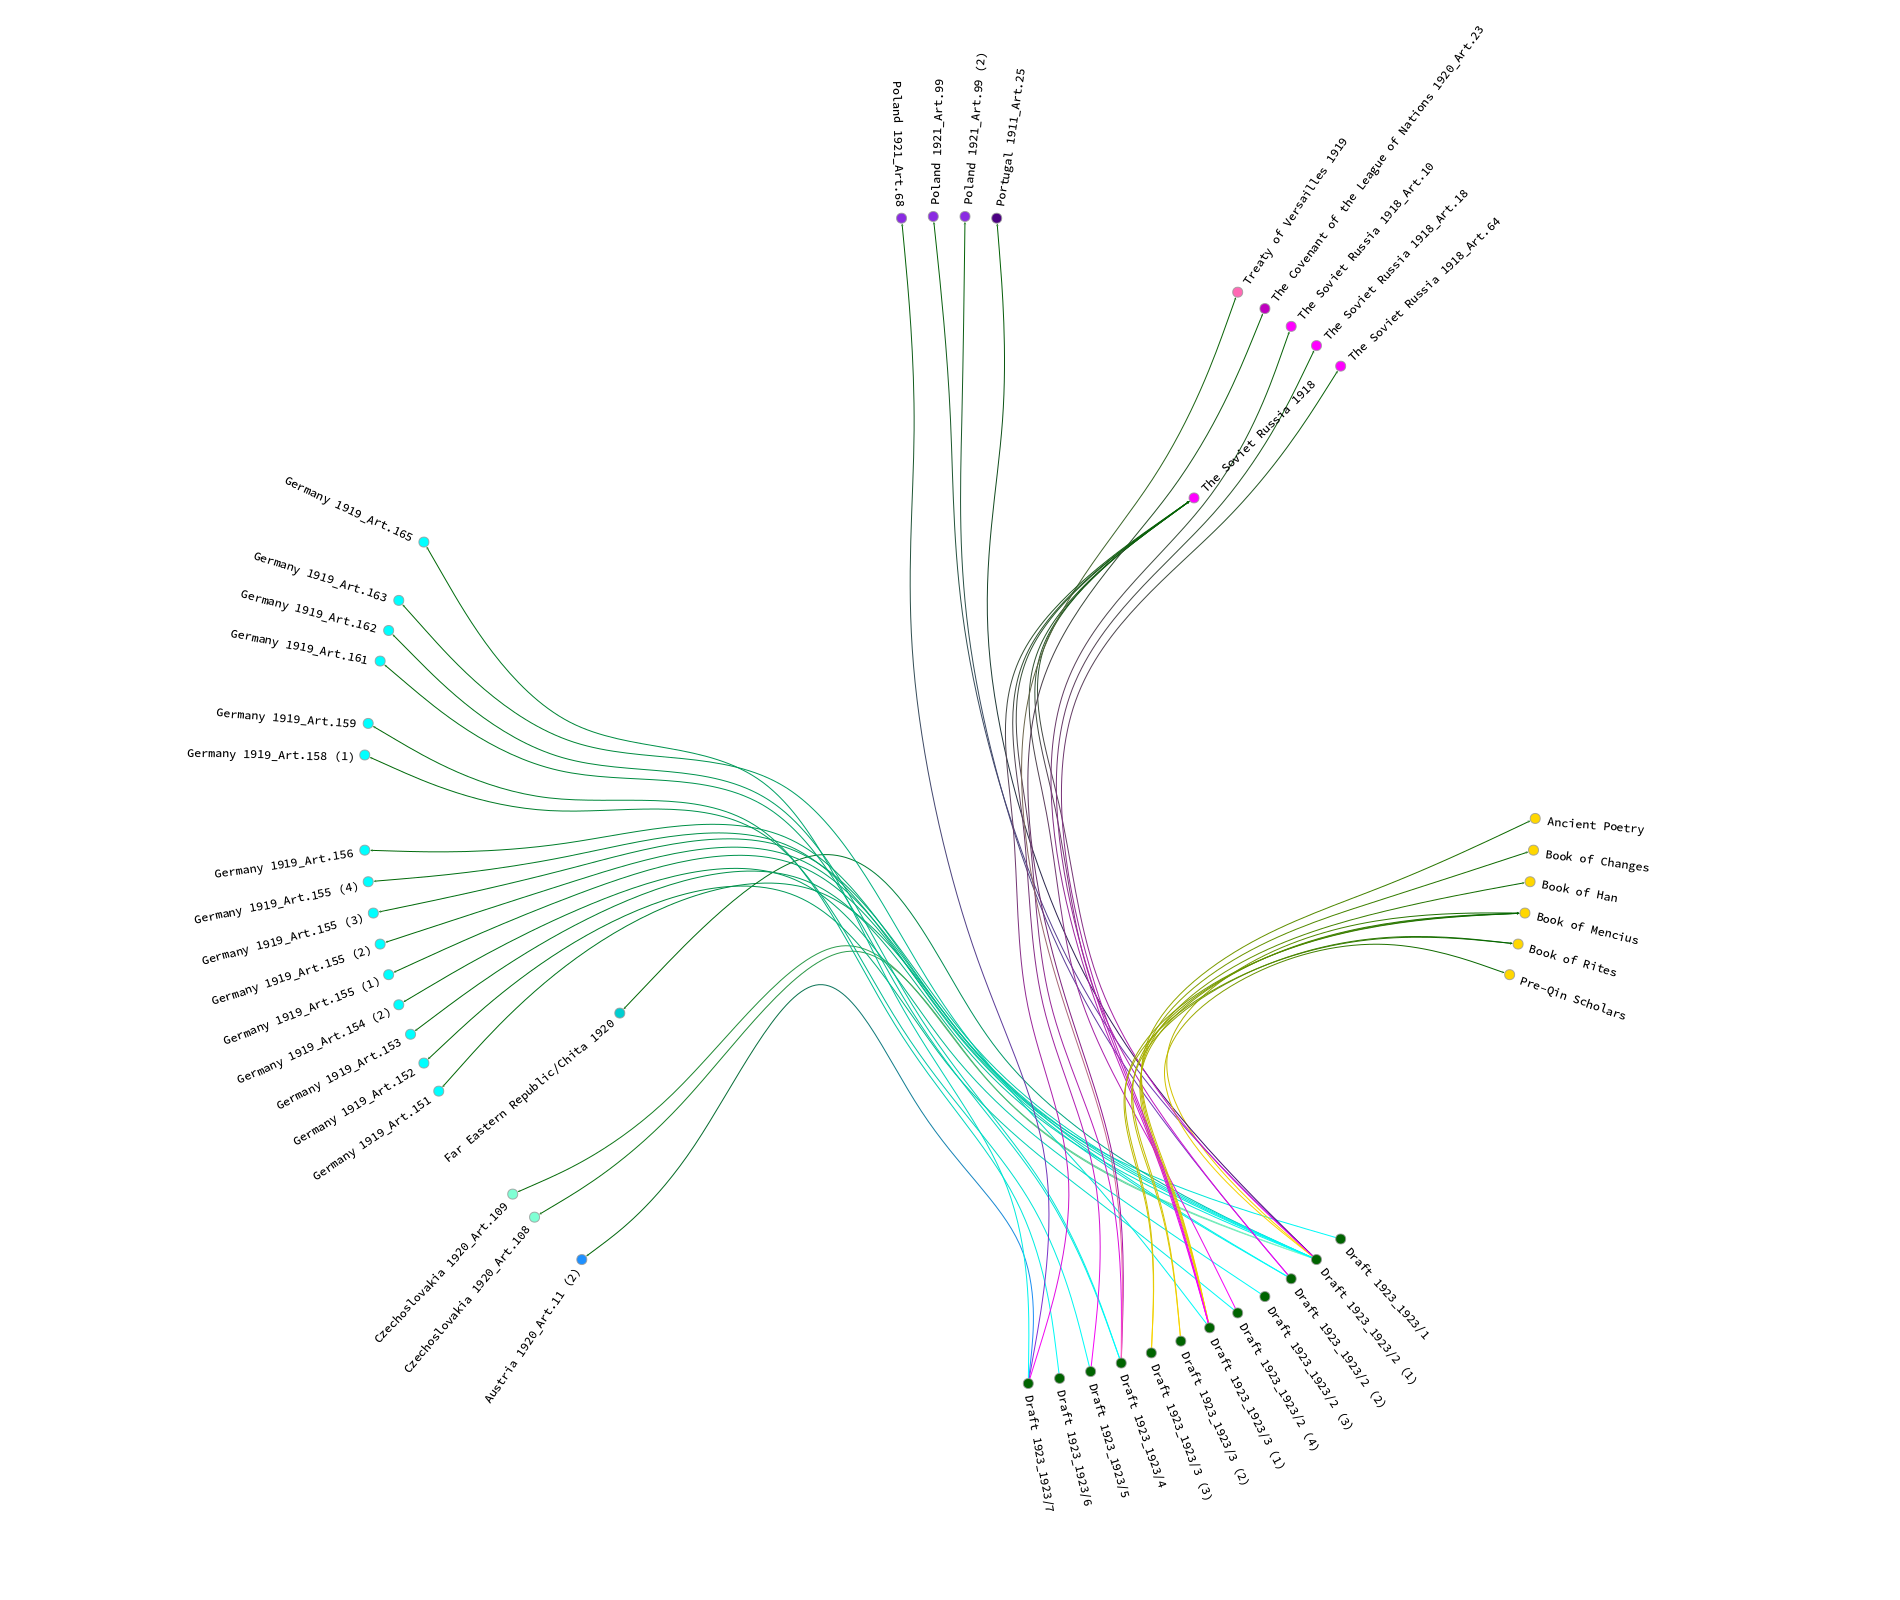 Poland 1921_Art.68
Poland 1921_Art.99
Poland 1921_Art.99 (2)
Portugal 1911_Art.25
Treaty of Versailles 1919
The Covenant of the League of Nations 1920_Art.23
The Soviet Russia 1918_Art.10
The Soviet Russia 1918_Art.18
The Soviet Russia 1918_Art.64
The Soviet Russia 1918
Germany 1919_Art.165
Germany 1919_Art.163
Germany 1919_Art.162
Germany 1919_Art.161
Germany 1919_Art.159
Germany 1919_Art.158 (1)
Germany 1919_Art.156
Germany 1919_Art.155 (4)
Germany 1919_Art.155 (3)
Germany 1919_Art.155 (2)
Germany 1919_Art.155 (1)
Germany 1919_Art.154 (2)
Germany 1919_Art.153
Germany 1919_Art.152
Germany 1919_Art.151
Far Eastern Republic/Chita 1920
Czechoslovakia 1920_Art.109
Czechoslovakia 1920_Art.108
Austria 1920_Art.11 (2)
Ancient Poetry
Book of Changes
Book of Han
Book of Mencius
Book of Rites
Pre-Qin Scholars
Draft 1923_1923/1
Draft 1923_1923/2 (1)
Draft 1923_1923/2 (2)
Draft 1923_1923/2 (3)
Draft 1923_1923/2 (4)
Draft 1923_1923/3 (1)
Draft 1923_1923/3 (2)
Draft 1923_1923/3 (3)
Draft 1923_1923/4
Draft 1923_1923/5
Draft 1923_1923/6
Draft 1923_1923/7